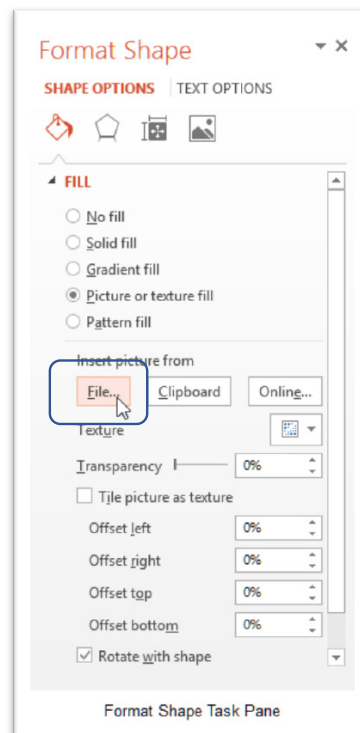 Format Shape
SHAPE OPTIONS TEXT OPTIONS
FILL
No fill
Solid fill
Gradient fill
Picture or texture fill
Pattern fill
Insert picture from
File... Clipboard Online...
Texture
Transparency 0%
Tile picture as texture
Offset left 0%
Offset right 0%
Offset top 0%
Offset bottom 0%
Rotate with shape
Format Shape Task Pane